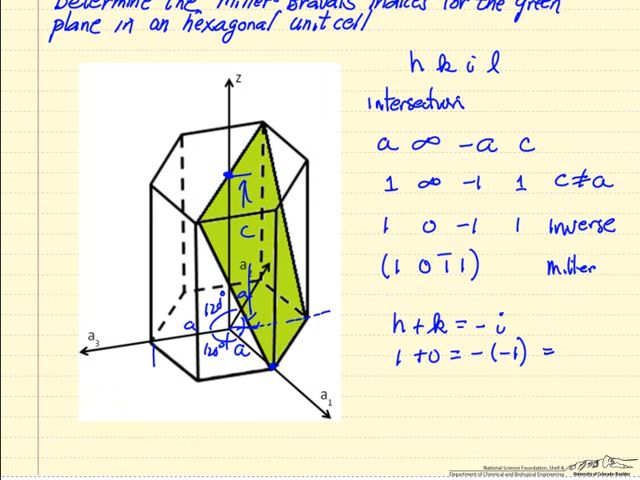 Determine the Miller-Bravais indices for the green
plane in an hexagonal unit cell
h k i l
intersection
a ∞ -a c
1 ∞ -1 1 c≠a
1 0 -1 1 inverse
(1 0 1̅ 1) miller
h + k = - i
1 + 0 = - (-1) =
z
c
a
a
120°
a
120°
a
a₃
a₁
National Science Foundation, Shell &
Department of Chemical and Biological Engineering
University of Colorado Boulder